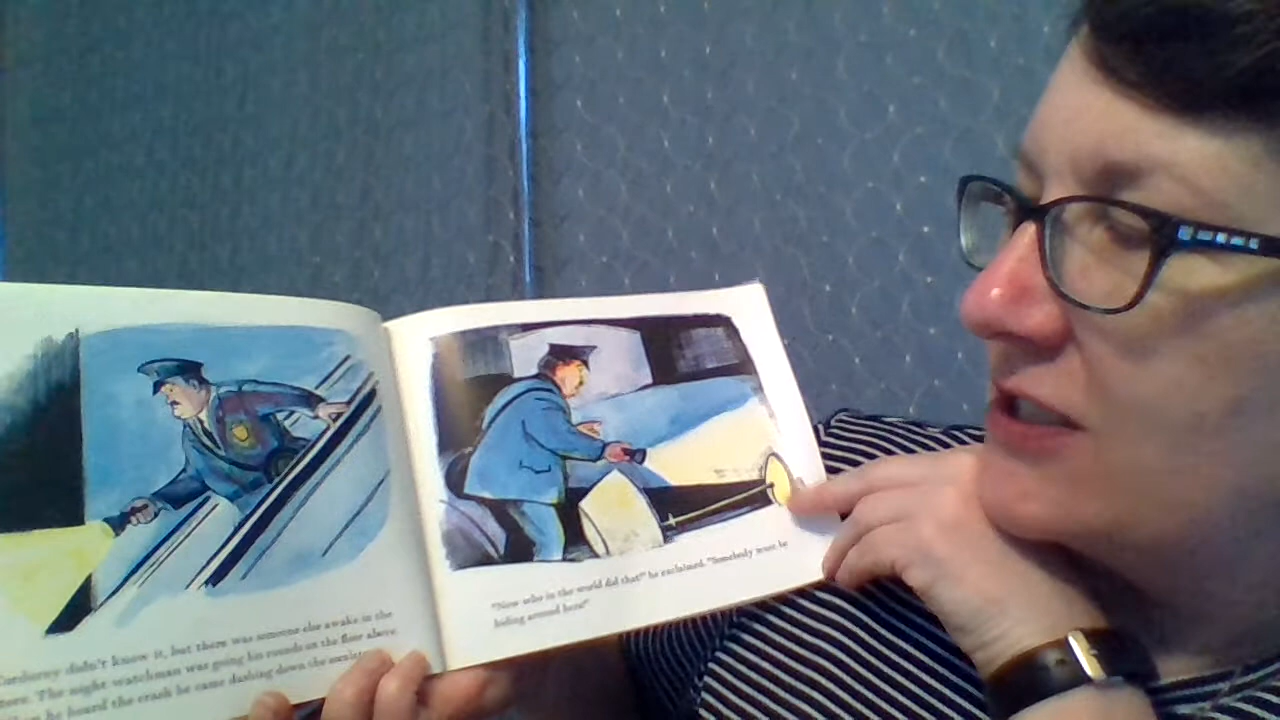 Corduroy didn't know it, but there was someone else awake in the
store. The night watchman was going his rounds on the floor above.
When he heard the crash he came dashing down the escalator.
"Now who in the world did that!" he exclaimed. "Somebody must be
hiding around here!"